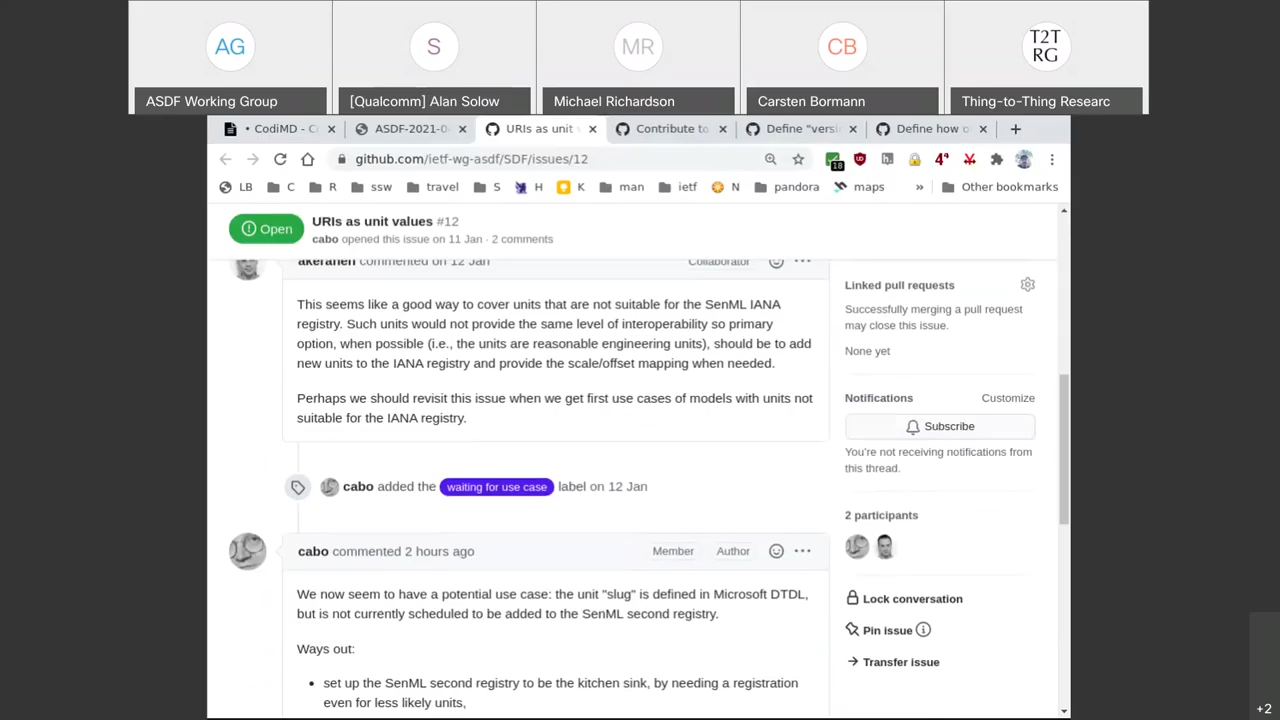 AG
S
MR
CB
T2T
RG
ASDF Working Group
[Qualcomm] Alan Solow
Michael Richardson
Carsten Bormann
Thing-to-Thing Researc
• CodiMD - C
ASDF-2021-0
URIs as unit v
Contribute to
Define "versi
Define how o
github.com/ietf-wg-asdf/SDF/issues/12
18
LB
C
R
ssw
travel
S
H
K
man
ietf
N
pandora
maps
»
Other bookmarks
Open
URIs as unit values #12
cabo opened this issue on 11 Jan · 2 comments
akeranen commented on 12 Jan
Collaborator
This seems like a good way to cover units that are not suitable for the SenML IANA
registry. Such units would not provide the same level of interoperability so primary
option, when possible (i.e., the units are reasonable engineering units), should be to add
new units to the IANA registry and provide the scale/offset mapping when needed.
Perhaps we should revisit this issue when we get first use cases of models with units not
suitable for the IANA registry.
cabo added the waiting for use case label on 12 Jan
cabo commented 2 hours ago
Member
Author
We now seem to have a potential use case: the unit "slug" is defined in Microsoft DTDL,
but is not currently scheduled to be added to the SenML second registry.
Ways out:
• set up the SenML second registry to be the kitchen sink, by needing a registration
even for less likely units,
Linked pull requests
Successfully merging a pull request
may close this issue.
None yet
Notifications
Customize
Subscribe
You're not receiving notifications from
this thread.
2 participants
Lock conversation
Pin issue
Transfer issue
+2